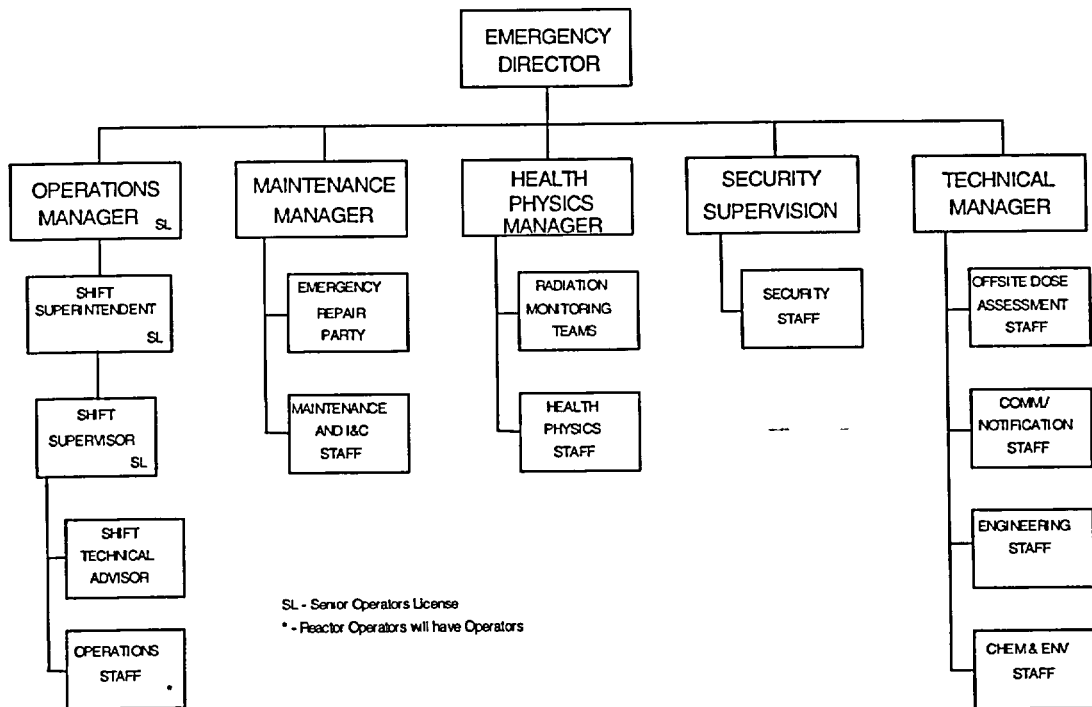 EMERGENCY
DIRECTOR
OPERATIONS
MANAGER SL
MAINTENANCE
MANAGER
HEALTH
PHYSICS
MANAGER
SECURITY
SUPERVISION
TECHNICAL
MANAGER
SHIFT
SUPERINTENDENT
SL
EMERGENCY
REPAIR
PARTY
RADIATION
MONITORING
TEAMS
SECURITY
STAFF
OFFSITE DOSE
ASSESSMENT
STAFF
SHIFT
SUPERVISOR
SL
MAINTENANCE
AND I&C
STAFF
HEALTH
PHYSICS
STAFF
COMM/
NOTIFICATION
STAFF
SHIFT
TECHNICAL
ADVISOR
ENGINEERING
STAFF
OPERATIONS
STAFF
*
CHEM & ENV
STAFF
SL - Senior Operators License
* - Reactor Operators will have Operators